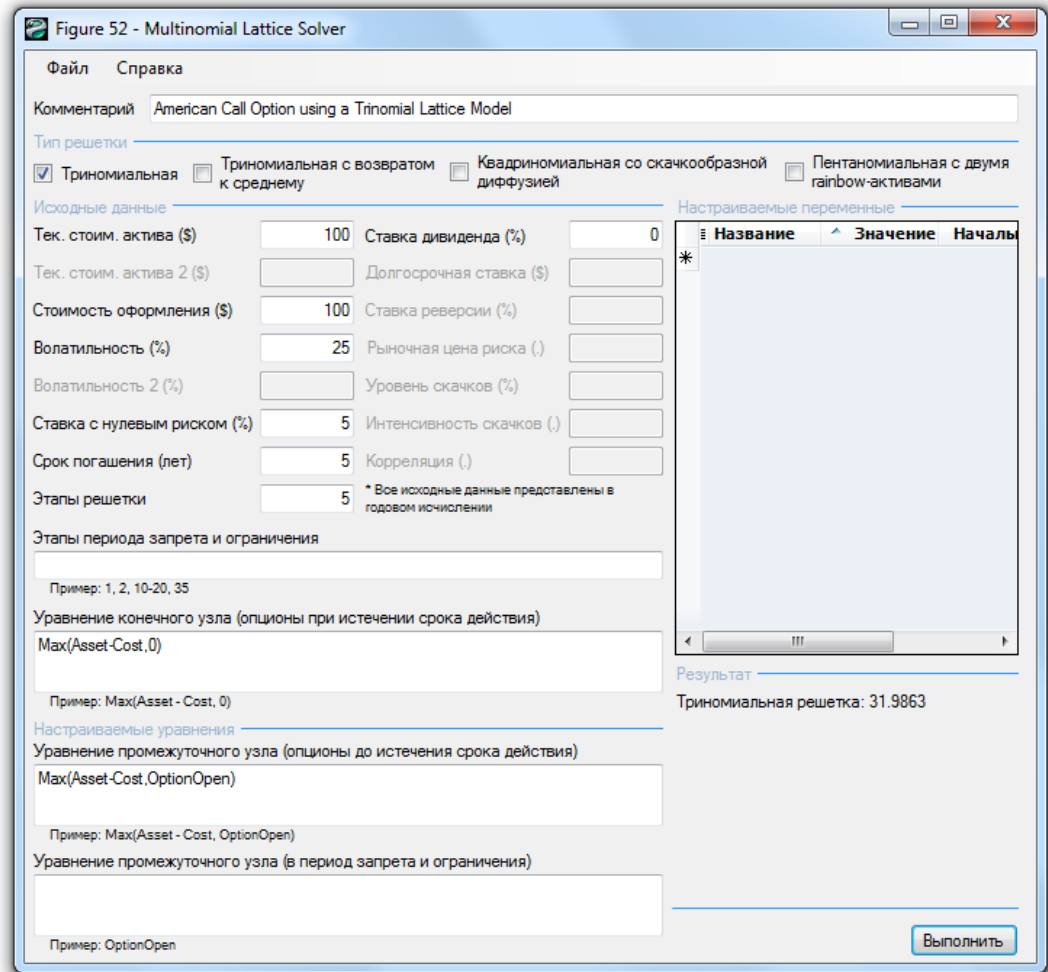 Figure 52 - Multinomial Lattice Solver
Файл Справка
Комментарий American Call Option using a Trinomial Lattice Model
Тип решетки
Триномиальная
Триномиальная с возвратом
к среднему
Квадриномиальная со скачкообразной
диффузией
Пентаномиальная с двумя
rainbow-активами
Исходные данные
Настраиваемые переменные
Тек. стоим. актива ($) 100 Ставка дивиденда (%) 0
Тек. стоим. актива 2 ($) Долгосрочная ставка ($)
Стоимость оформления ($) 100 Ставка реверсии (%)
Волатильность (%) 25 Рыночная цена риска (.)
Волатильность 2 (%) Уровень скачков (%)
Ставка с нулевым риском (%) 5 Интенсивность скачков (.)
Срок погашения (лет) 5 Корреляция (.)
Этапы решетки 5
* Все исходные данные представлены в
годовом исчислении
Название Значение Началы
Этапы периода запрета и ограничения
Пример: 1, 2, 10-20, 35
Уравнение конечного узла (опционы при истечении срока действия)
Max(Asset-Cost,0)
Пример: Max(Asset - Cost, 0)
Результат
Триномиальная решетка: 31.9863
Настраиваемые уравнения
Уравнение промежуточного узла (опционы до истечения срока действия)
Max(Asset-Cost,OptionOpen)
Пример: Max(Asset - Cost, OptionOpen)
Уравнение промежуточного узла (в период запрета и ограничения)
Пример: OptionOpen
Выполнить